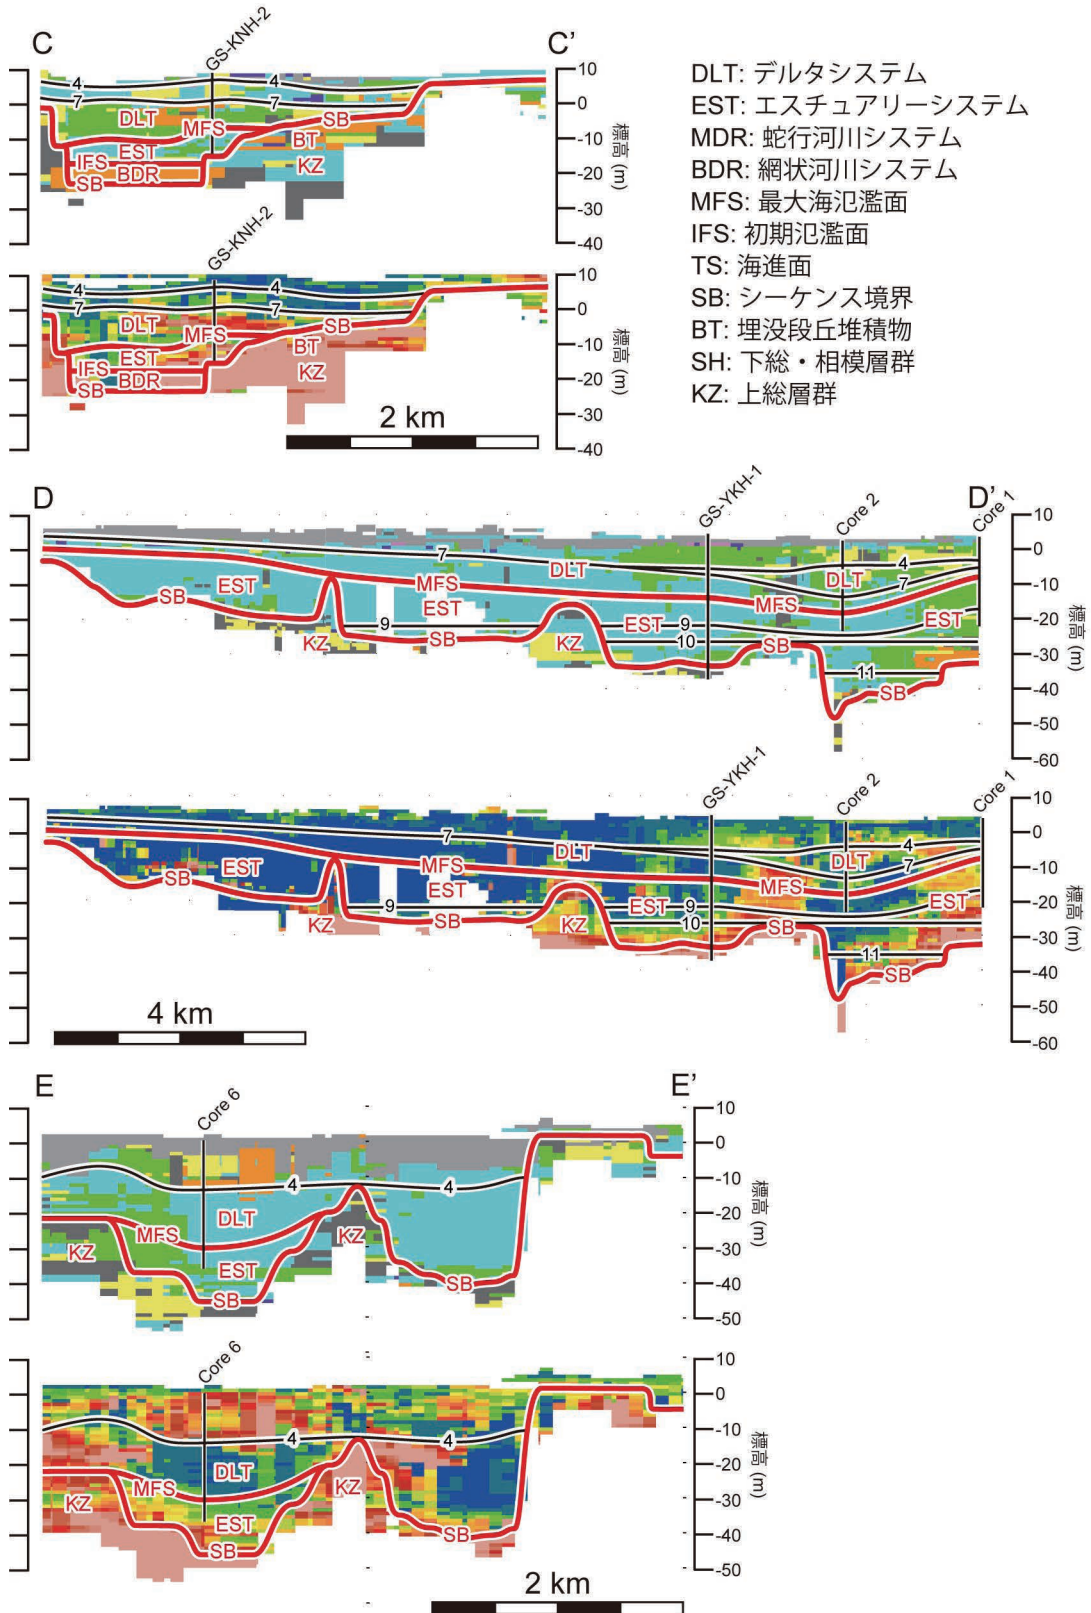 C
GS-KNH-2
C'
4
7
DLT
MFS
SB
EST
BT
IFS
BDR
KZ
SB
10
0
-10
-20
-30
-40
標高 (m)
DLT: デルタシステム
EST: エスチュアリーシステム
MDR: 蛇行河川システム
BDR: 網状河川システム
MFS: 最大海氾濫面
IFS: 初期氾濫面
TS: 海進面
SB: シーケンス境界
BT: 埋没段丘堆積物
SH: 下総・相模層群
KZ: 上総層群
GS-KNH-2
4
4
7
7
DLT
MFS
SB
EST
BT
IFS
BDR
KZ
SB
10
0
-10
-20
-30
-40
標高 (m)
2 km
D
GS-YKH-1
Core 2
Core 1
D'
7
DLT
4
DLT
7
MFS
MFS
EST
EST
SB
9
EST
9
EST
KZ
SB
KZ
10
SB
11
SB
10
0
-10
-20
-30
-40
-50
-60
標高 (m)
GS-YKH-1
Core 2
Core 1
7
DLT
4
DLT
7
MFS
MFS
EST
EST
SB
9
EST
9
EST
KZ
SB
KZ
10
SB
11
SB
10
0
-10
-20
-30
-40
-50
-60
標高 (m)
4 km
E
Core 6
E'
4
4
DLT
MFS
KZ
KZ
EST
SB
SB
10
0
-10
-20
-30
-40
-50
標高 (m)
Core 6
4
4
DLT
MFS
KZ
KZ
EST
SB
SB
10
0
-10
-20
-30
-40
-50
標高 (m)
2 km